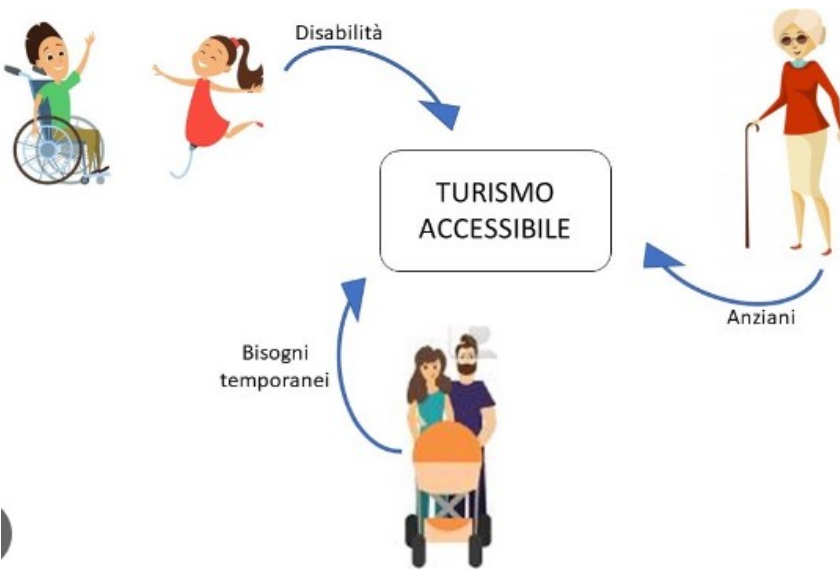 Disabilità
TURISMO
ACCESSIBILE
Anziani
Bisogni
temporanei